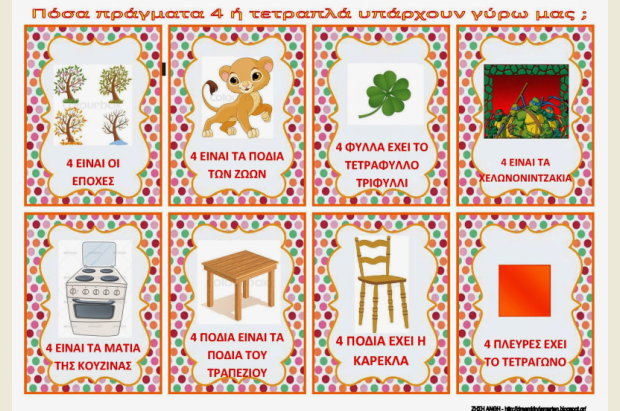 Πόσα πράγματα 4 ή τετραπλά υπάρχουν γύρω μας ;
4 ΕΙΝΑΙ ΟΙ
ΕΠΟΧΕΣ
4 ΕΙΝΑΙ ΤΑ ΠΟΔΙΑ
ΤΩΝ ΖΩΩΝ
4 ΦΥΛΛΑ ΕΧΕΙ ΤΟ
ΤΕΤΡΑΦΥΛΛΟ
ΤΡΙΦΥΛΛΙ
4 ΕΙΝΑΙ ΤΑ
ΧΕΛΩΝΟΝΙΝΤΖΑΚΙΑ
4 ΕΙΝΑΙ ΤΑ ΜΑΤΙΑ
ΤΗΣ ΚΟΥΖΙΝΑΣ
4 ΠΟΔΙΑ ΕΙΝΑΙ ΤΑ
ΠΟΔΙΑ ΤΟΥ
ΤΡΑΠΕΖΙΟΥ
4 ΠΟΔΙΑ ΕΧΕΙ Η
ΚΑΡΕΚΛΑ
4 ΠΛΕΥΡΕΣ ΕΧΕΙ
ΤΟ ΤΕΤΡΑΓΩΝΟ